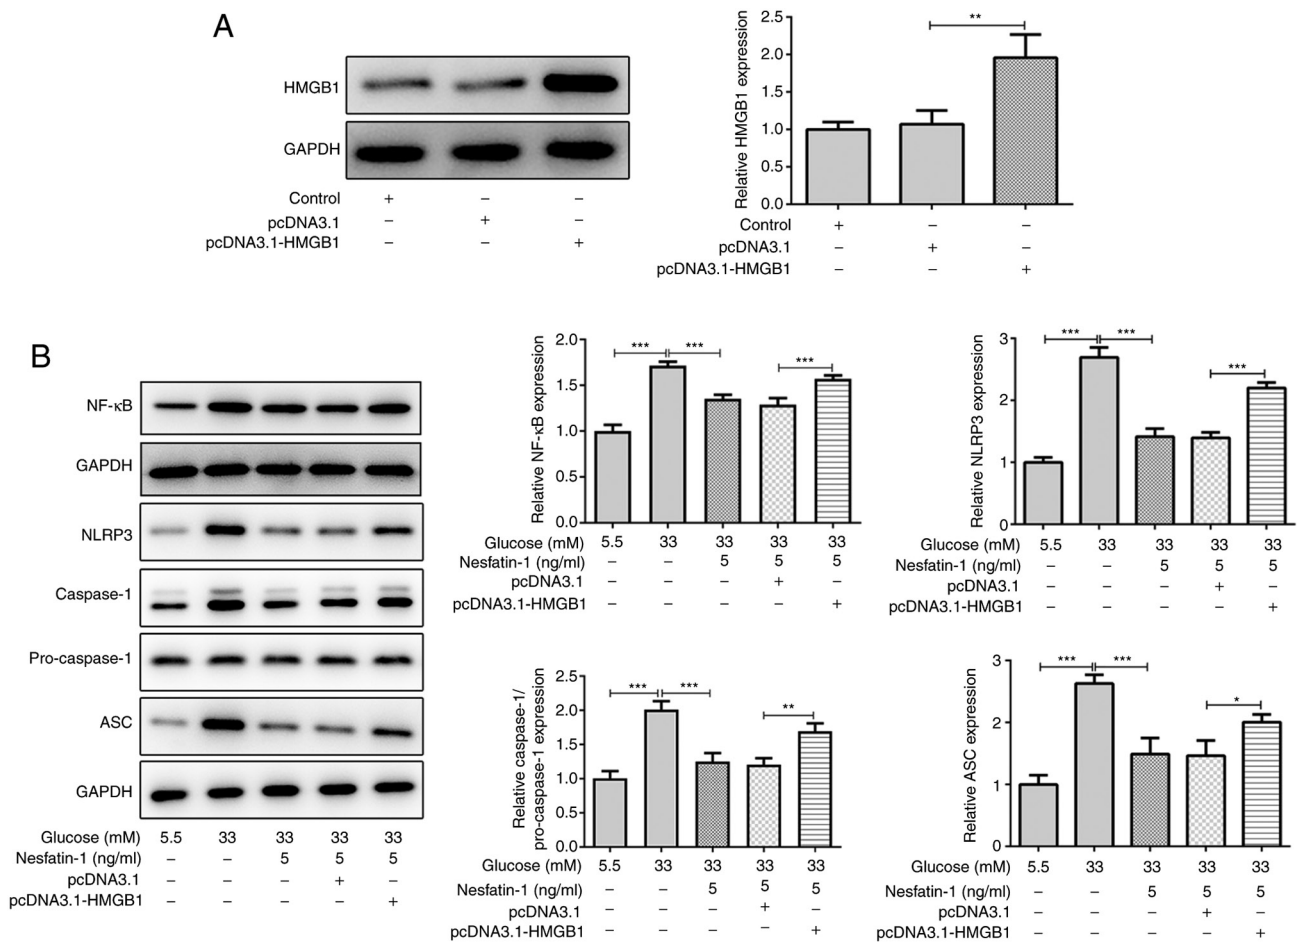 A
HMGB1
GAPDH
Control + – –
pcDNA3.1 – + –
pcDNA3.1-HMGB1 – – +
Relative HMGB1 expression
2.5
2.0
1.5
1.0
0.5
0.0
**
Control + – –
pcDNA3.1 – + –
pcDNA3.1-HMGB1 – – +
B
NF-κB
GAPDH
NLRP3
Caspase-1
Pro-caspase-1
ASC
GAPDH
Glucose (mM) 5.5 33 33 33 33
Nesfatin-1 (ng/ml) – – 5 5 5
pcDNA3.1 – – – + –
pcDNA3.1-HMGB1 – – – – +
Relative NF-κB expression
2.0
1.5
1.0
0.5
0.0
*** *** ***
Glucose (mM) 5.5 33 33 33 33
Nesfatin-1 (ng/ml) – – 5 5 5
pcDNA3.1 – – – + –
pcDNA3.1-HMGB1 – – – – +
Relative NLRP3 expression
3
2
1
0
*** *** ***
Glucose (mM) 5.5 33 33 33 33
Nesfatin-1 (ng/ml) – – 5 5 5
pcDNA3.1 – – – + –
pcDNA3.1-HMGB1 – – – – +
Relative caspase-1/
pro-caspase-1 expression
2.5
2.0
1.5
1.0
0.5
0.0
*** *** **
Glucose (mM) 5.5 33 33 33 33
Nesfatin-1 (ng/ml) – – 5 5 5
pcDNA3.1 – – – + –
pcDNA3.1-HMGB1 – – – – +
Relative ASC expression
3
2
1
0
*** *** *
Glucose (mM) 5.5 33 33 33 33
Nesfatin-1 (ng/ml) – – 5 5 5
pcDNA3.1 – – – + –
pcDNA3.1-HMGB1 – – – – +